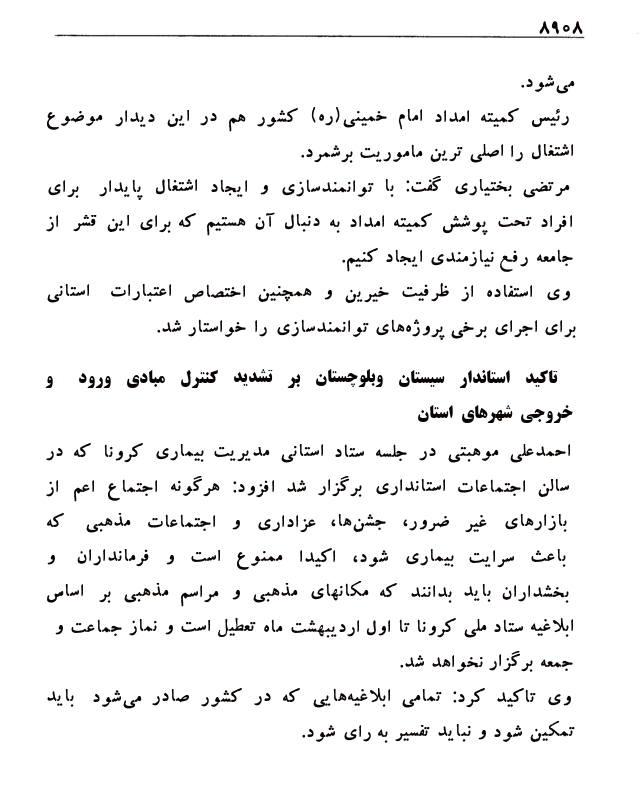 ۸۹۰۸
می‌شود.
رئیس کمیته امداد امام خمینی(ره) کشور هم در این دیدار موضوع
اشتغال را اصلی ترین ماموریت برشمرد.
مرتضی بختیاری گفت: با توانمندسازی و ایجاد اشتغال پایدار برای
افراد تحت پوشش کمیته امداد به دنبال آن هستیم که برای این قشر از
جامعه رفع نیازمندی ایجاد کنیم.
وی استفاده از ظرفیت خیرین و همچنین اختصاص اعتبارات استانی
برای اجرای برخی پروژه‌های توانمندسازی را خواستار شد.
تاکید استاندار سیستان وبلوچستان بر تشدید کنترل مبادی ورود و
خروجی شهرهای استان
احمدعلی موهبتی در جلسه ستاد استانی مدیریت بیماری کرونا که در
سالن اجتماعات استانداری برگزار شد افزود: هرگونه اجتماع اعم از
بازارهای غیر ضرور، جشن‌ها، عزاداری و اجتماعات مذهبی که
باعث سرایت بیماری شود، اکیدا ممنوع است و فرمانداران و
بخشداران باید بدانند که مکانهای مذهبی و مراسم مذهبی بر اساس
ابلاغیه ستاد ملی کرونا تا اول اردیبهشت ماه تعطیل است و نماز جماعت و
جمعه برگزار نخواهد شد.
وی تاکید کرد: تمامی ابلاغیه‌هایی که در کشور صادر می‌شود باید
تمکین شود و نباید تفسیر به رای شود.